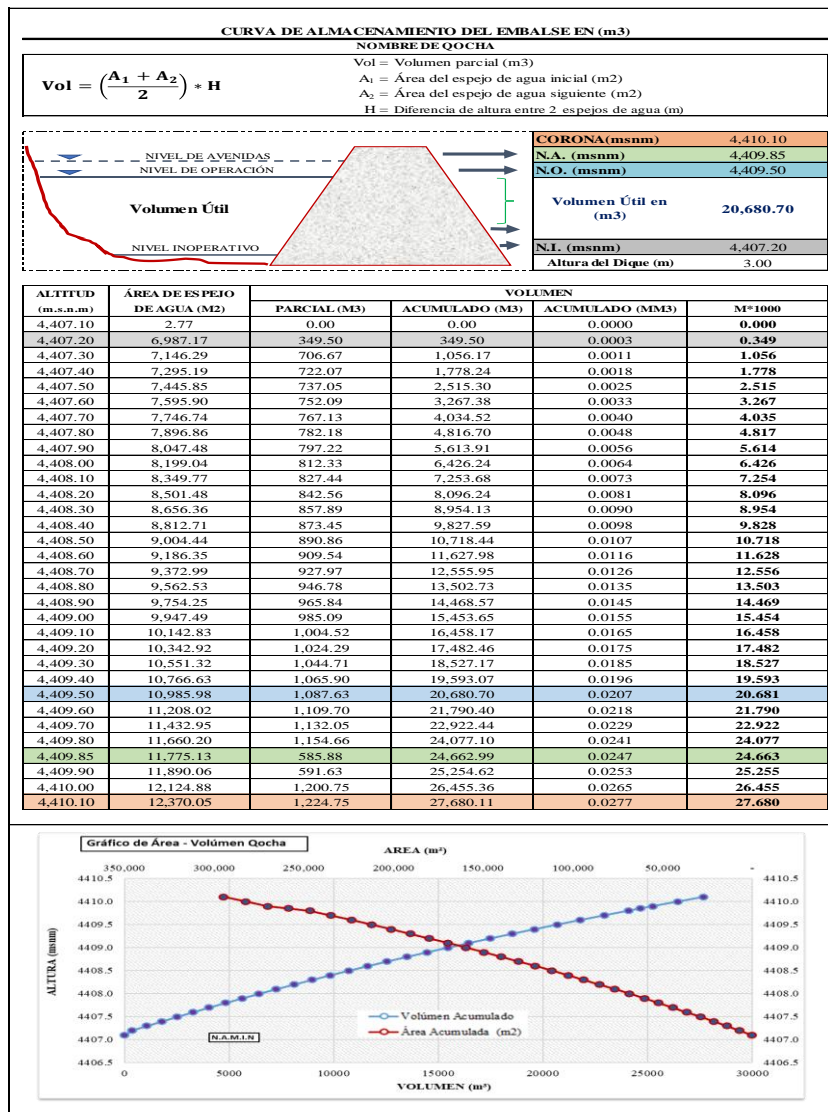 CURVA DE ALMACENAMIENTO DEL EMBALSE EN (m3)
NOMBRE DE QOCHA
Vol = (A₁ + A₂ / 2) * H
Vol = Volumen parcial (m3)
A₁ = Área del espejo de agua inicial (m2)
A₂ = Área del espejo de agua siguiente (m2)
H = Diferencia de altura entre 2 espejos de agua (m)
NIVEL DE AVENIDAS
NIVEL DE OPERACIÓN
Volumen Útil
NIVEL INOPERATIVO
CORONA(msnm) 4,410.10
N.A. (msnm) 4,409.85
N.O. (msnm) 4,409.50
Volumen Útil en (m3) 20,680.70
N.I. (msnm) 4,407.20
Altura del Dique (m) 3.00
ALTITUD ÁREA DE ESPEJO VOLUMEN
(m.s.n.m) DE AGUA (M2) PARCIAL (M3) ACUMULADO (M3) ACUMULADO (MM3) M*1000
4,407.10 2.77 0.00 0.00 0.0000 0.000
4,407.20 6,987.17 349.50 349.50 0.0003 0.349
4,407.30 7,146.29 706.67 1,056.17 0.0011 1.056
4,407.40 7,295.19 722.07 1,778.24 0.0018 1.778
4,407.50 7,445.85 737.05 2,515.30 0.0025 2.515
4,407.60 7,595.90 752.09 3,267.38 0.0033 3.267
4,407.70 7,746.74 767.13 4,034.52 0.0040 4.035
4,407.80 7,896.86 782.18 4,816.70 0.0048 4.817
4,407.90 8,047.48 797.22 5,613.91 0.0056 5.614
4,408.00 8,199.04 812.33 6,426.24 0.0064 6.426
4,408.10 8,349.77 827.44 7,253.68 0.0073 7.254
4,408.20 8,501.48 842.56 8,096.24 0.0081 8.096
4,408.30 8,656.36 857.89 8,954.13 0.0090 8.954
4,408.40 8,812.71 873.45 9,827.59 0.0098 9.828
4,408.50 9,004.44 890.86 10,718.44 0.0107 10.718
4,408.60 9,186.35 909.54 11,627.98 0.0116 11.628
4,408.70 9,372.99 927.97 12,555.95 0.0126 12.556
4,408.80 9,562.53 946.78 13,502.73 0.0135 13.503
4,408.90 9,754.25 965.84 14,468.57 0.0145 14.469
4,409.00 9,947.49 985.09 15,453.65 0.0155 15.454
4,409.10 10,142.83 1,004.52 16,458.17 0.0165 16.458
4,409.20 10,342.92 1,024.29 17,482.46 0.0175 17.482
4,409.30 10,551.32 1,044.71 18,527.17 0.0185 18.527
4,409.40 10,766.63 1,065.90 19,593.07 0.0196 19.593
4,409.50 10,985.98 1,087.63 20,680.70 0.0207 20.681
4,409.60 11,208.02 1,109.70 21,790.40 0.0218 21.790
4,409.70 11,432.95 1,132.05 22,922.44 0.0229 22.922
4,409.80 11,660.20 1,154.66 24,077.10 0.0241 24.077
4,409.85 11,775.13 585.88 24,662.99 0.0247 24.663
4,409.90 11,890.06 591.63 25,254.62 0.0253 25.255
4,410.00 12,124.88 1,200.75 26,455.36 0.0265 26.455
4,410.10 12,370.05 1,224.75 27,680.11 0.0277 27.680
Gráfico de Área - Volúmen Qocha
AREA (m²)
350,000 300,000 250,000 200,000 150,000 100,000 50,000 -
4410.5 4410.5
4410.0 4410.0
4409.5 4409.5
4409.0 4409.0
4408.5 4408.5
4408.0 4408.0
4407.5 4407.5
4407.0 4407.0
4406.5 4406.5
ALTURA (msnm)
Volúmen Acumulado
Área Acumulada (m2)
N.A.M.I.N
0 5000 10000 15000 20000 25000 30000
VOLUMEN (m³)